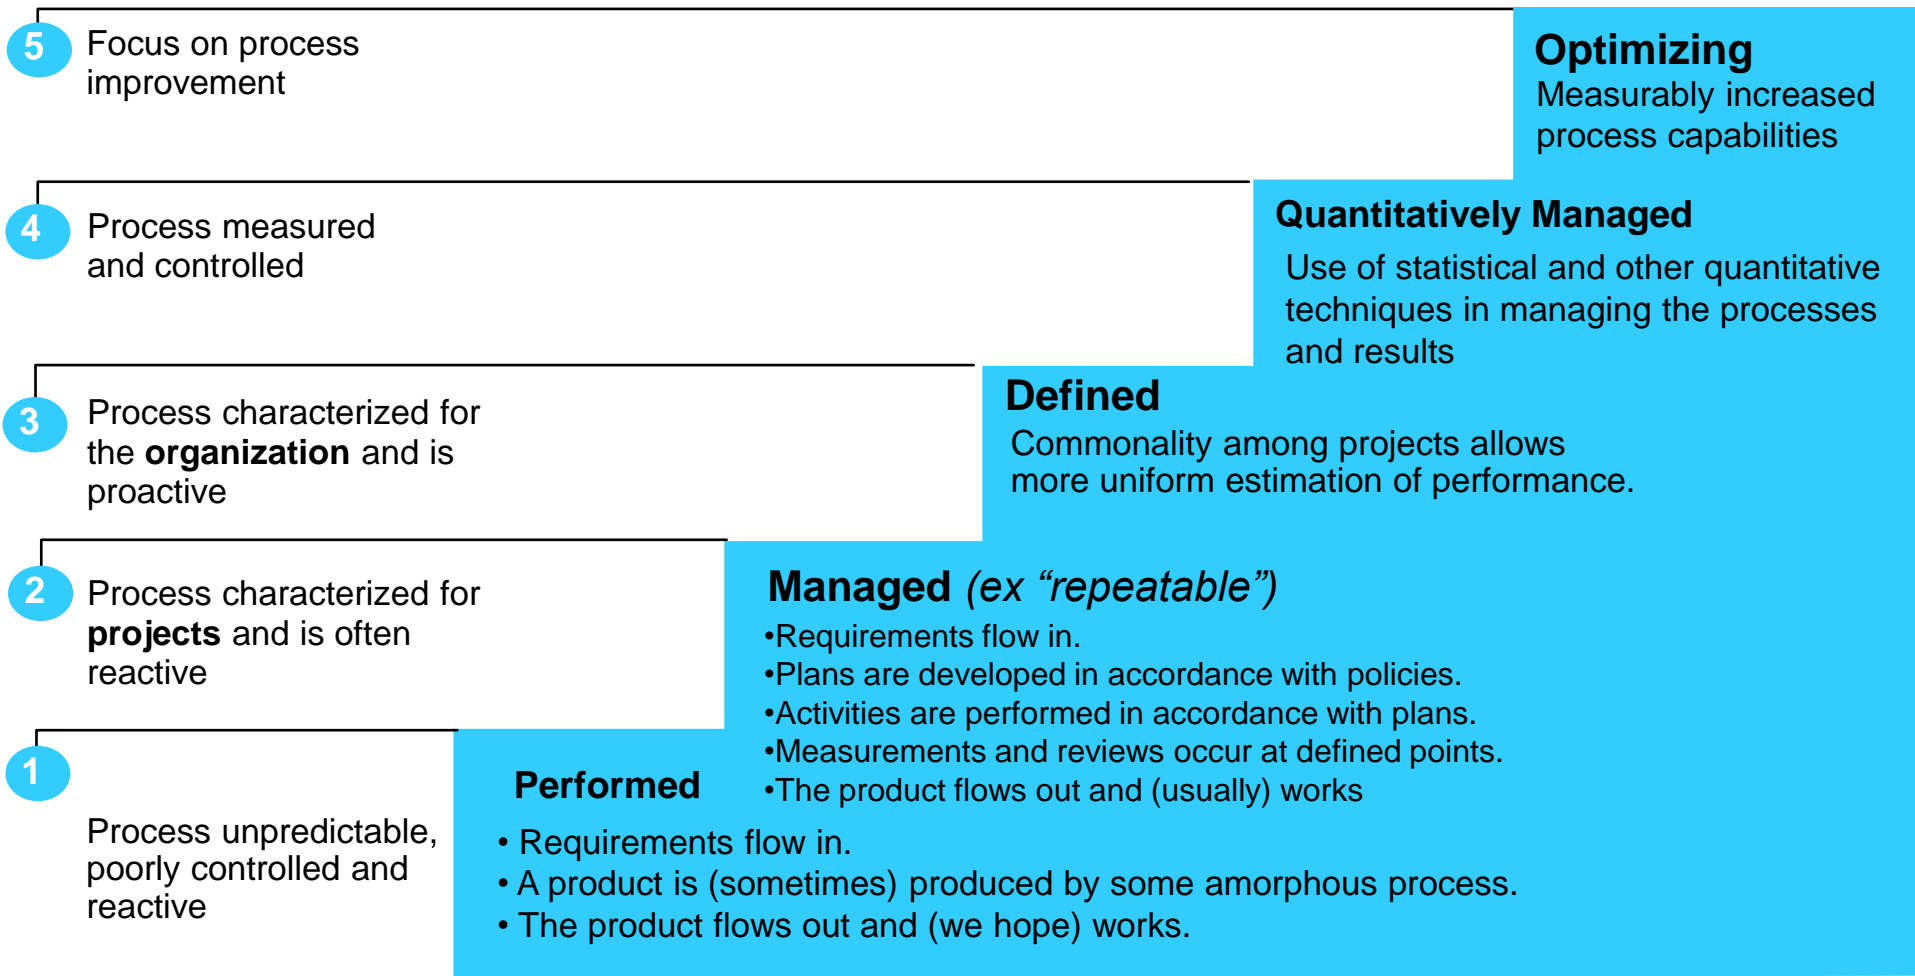 5
Focus on process
improvement
Optimizing
Measurably increased
process capabilities
4
Process measured
and controlled
Quantitatively Managed
Use of statistical and other quantitative
techniques in managing the processes
and results
3
Process characterized for
the organization and is
proactive
Defined
Commonality among projects allows
more uniform estimation of performance.
2
Process characterized for
projects and is often
reactive
Managed (ex “repeatable”)
•Requirements flow in.
•Plans are developed in accordance with policies.
•Activities are performed in accordance with plans.
•Measurements and reviews occur at defined points.
•The product flows out and (usually) works
1
Process unpredictable,
poorly controlled and
reactive
Performed
• Requirements flow in.
• A product is (sometimes) produced by some amorphous process.
• The product flows out and (we hope) works.